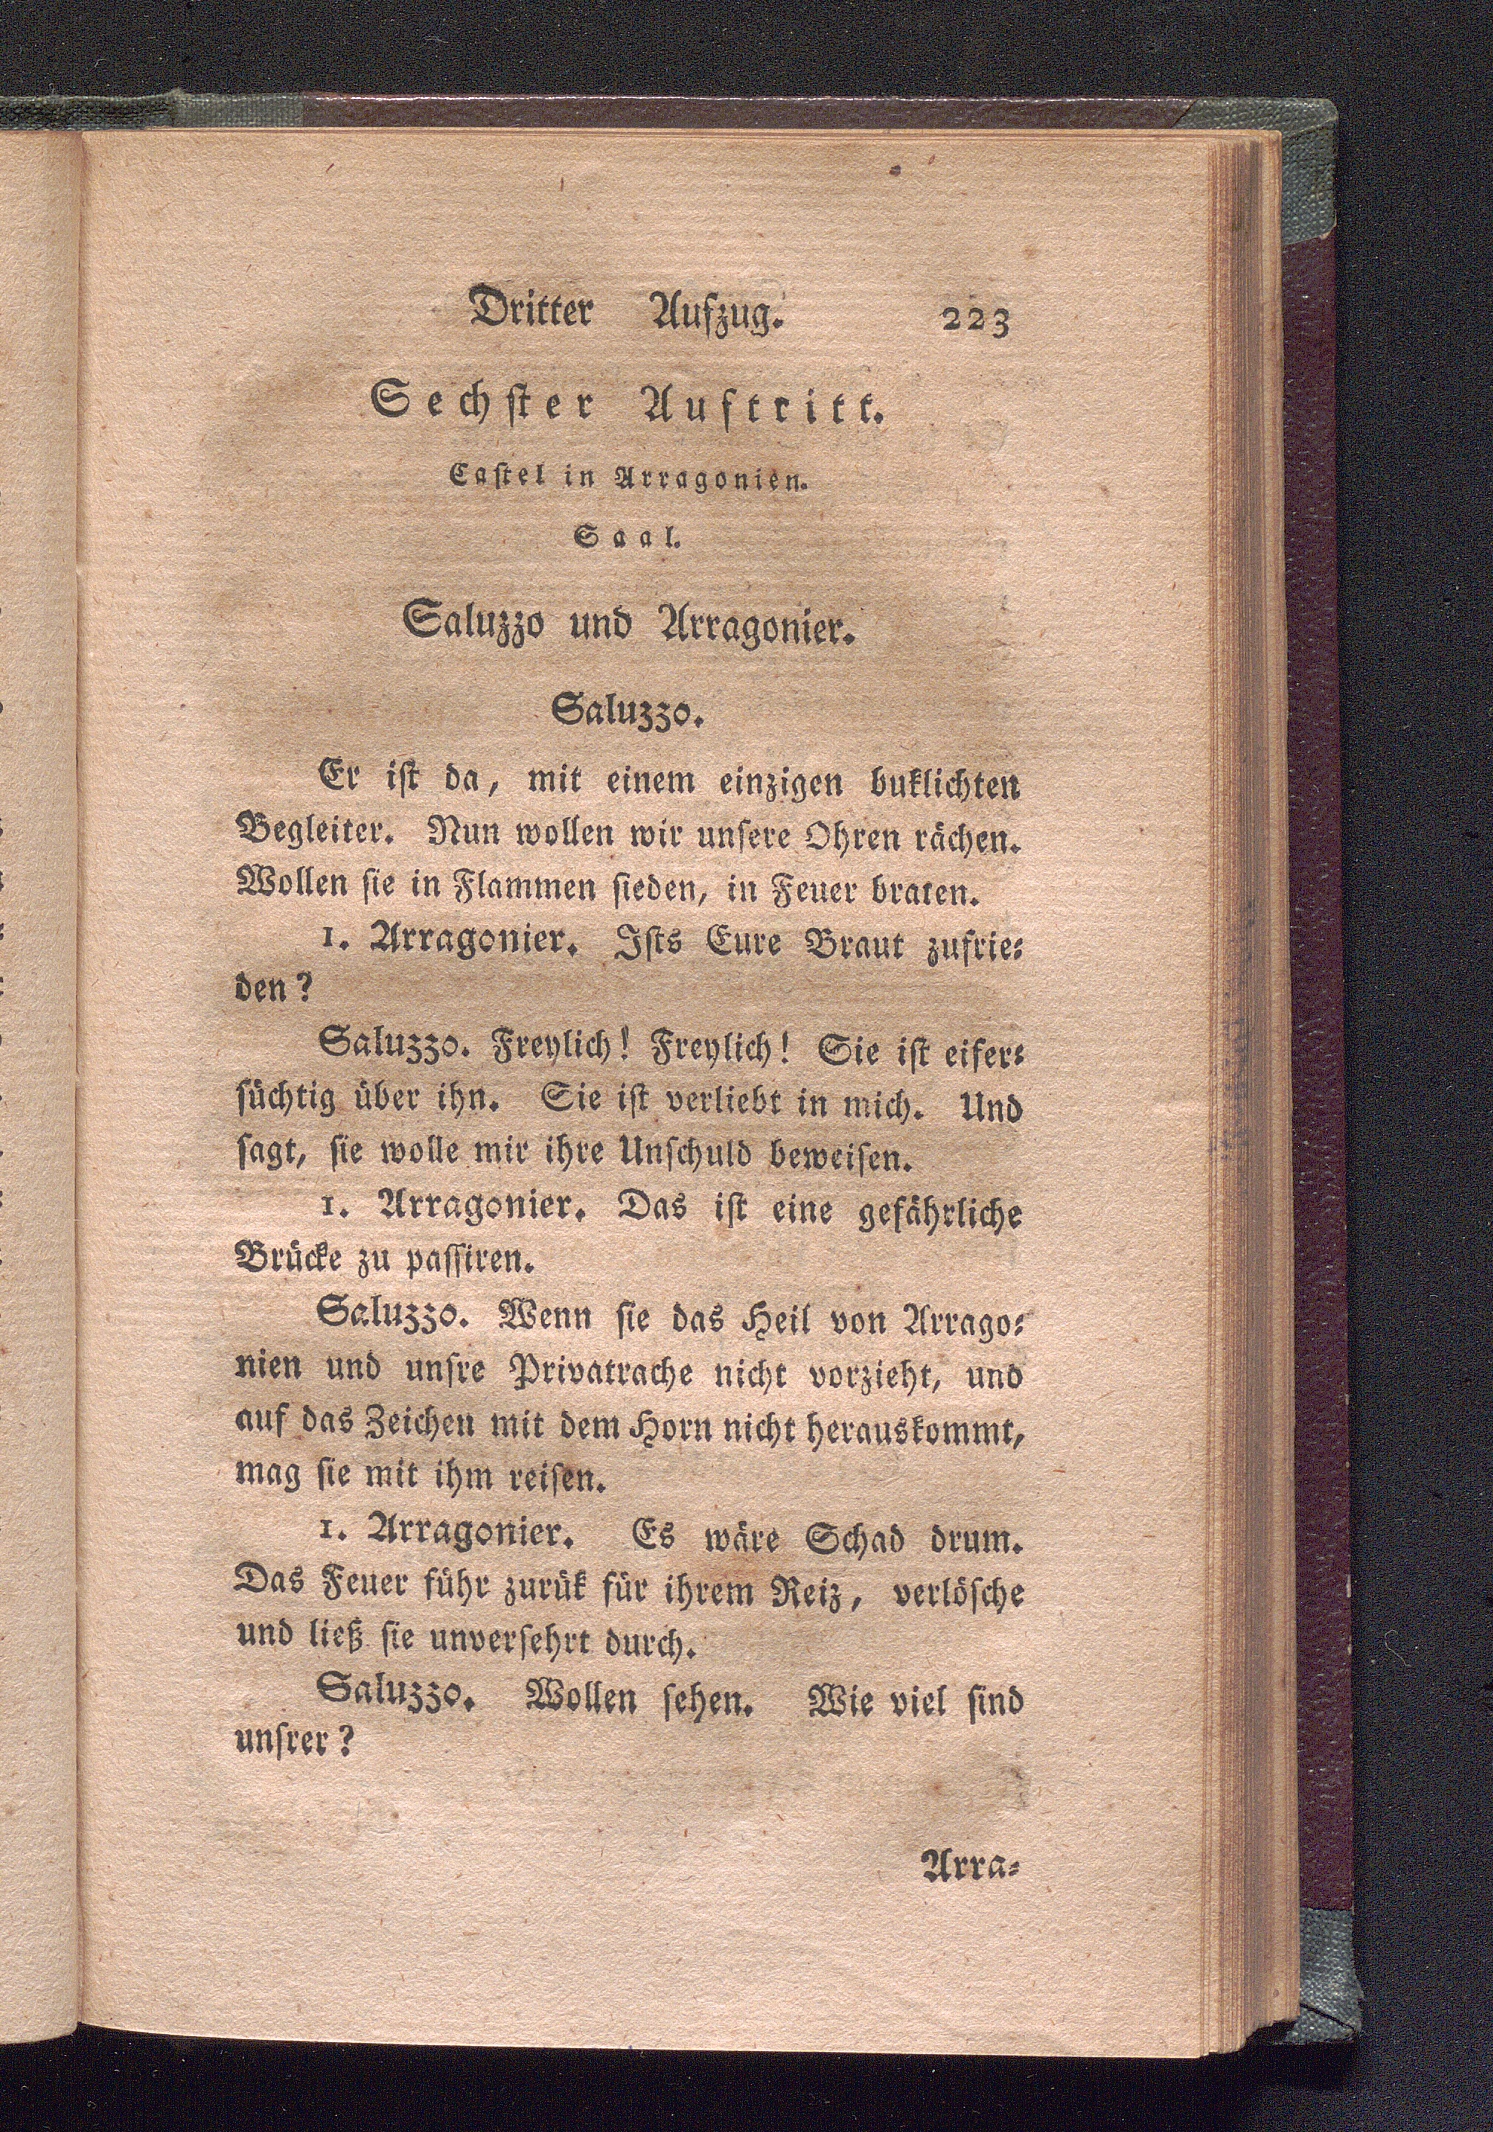 Dritter Aufzug. 223
Sechſter Auftritt.
Caſtel in Arragonien.
Saal.
Saluzzo und Arragonier.
Saluzzo.
Er iſt da, mit einem einzigen buklichten
Begleiter. Nun wollen wir unſere Ohren rächen.
Wollen ſie in Flammen ſieden, in Feuer braten.
1. Arragonier. Iſts Eure Braut zufrie⸗
den?
Saluzzo. Freylich! Freylich! Sie iſt eifer⸗
ſüchtig über ihn. Sie iſt verliebt in mich. Und
ſagt, ſie wolle mir ihre Unſchuld beweiſen.
1. Arragonier. Das iſt eine gefährliche
Brücke zu paſſiren.
Saluzzo. Wenn ſie das Heil von Arrago⸗
nien und unſre Privatrache nicht vorzieht, und
auf das Zeichen mit dem Horn nicht herauskommt,
mag ſie mit ihm reiſen.
1. Arragonier. Es wäre Schad drum.
Das Feuer führ zurük für ihrem Reiz, verlöſche
und ließ ſie unverſehrt durch.
Saluzzo. Wollen ſehen. Wie viel ſind
unſrer?
Arra⸗